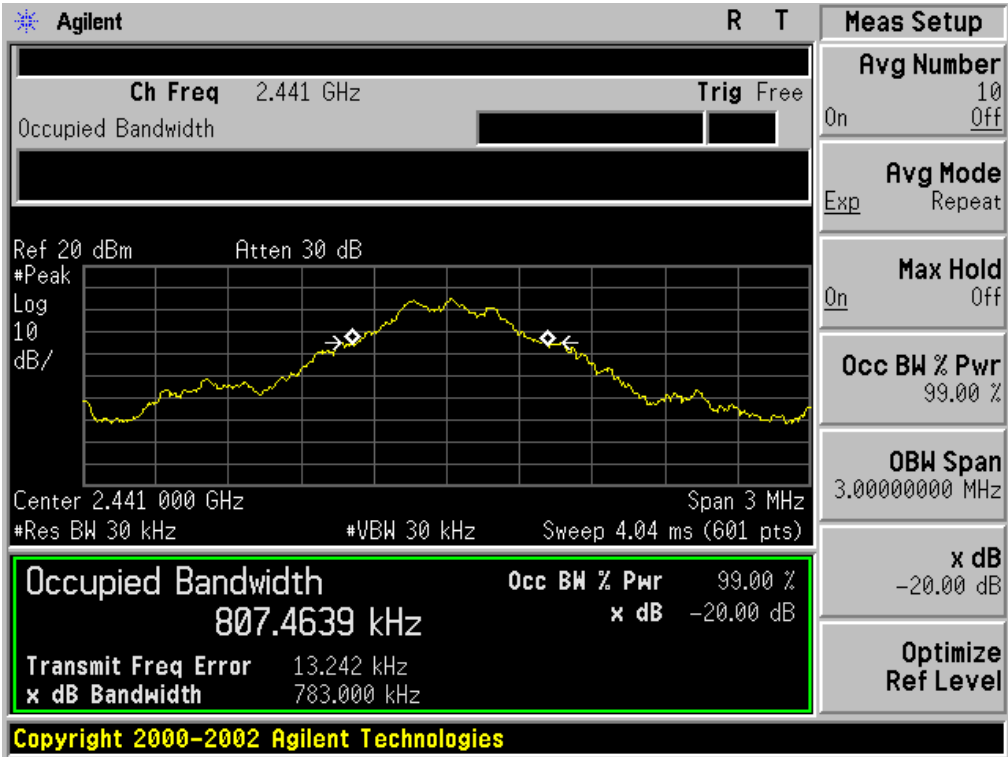 Agilent R T
Ch Freq 2.441 GHz Trig Free
Occupied Bandwidth
Ref 20 dBm Atten 30 dB
#Peak
Log
10
dB/
Center 2.441 000 GHz Span 3 MHz
#Res BW 30 kHz #VBW 30 kHz Sweep 4.04 ms (601 pts)
Occupied Bandwidth Occ BW % Pwr 99.00 %
807.4639 kHz x dB -20.00 dB
Transmit Freq Error 13.242 kHz
x dB Bandwidth 783.000 kHz
Copyright 2000-2002 Agilent Technologies
Meas Setup
Avg Number
10
On Off
Avg Mode
Exp Repeat
Max Hold
On Off
Occ BW % Pwr
99.00 %
OBW Span
3.00000000 MHz
x dB
-20.00 dB
Optimize
Ref Level